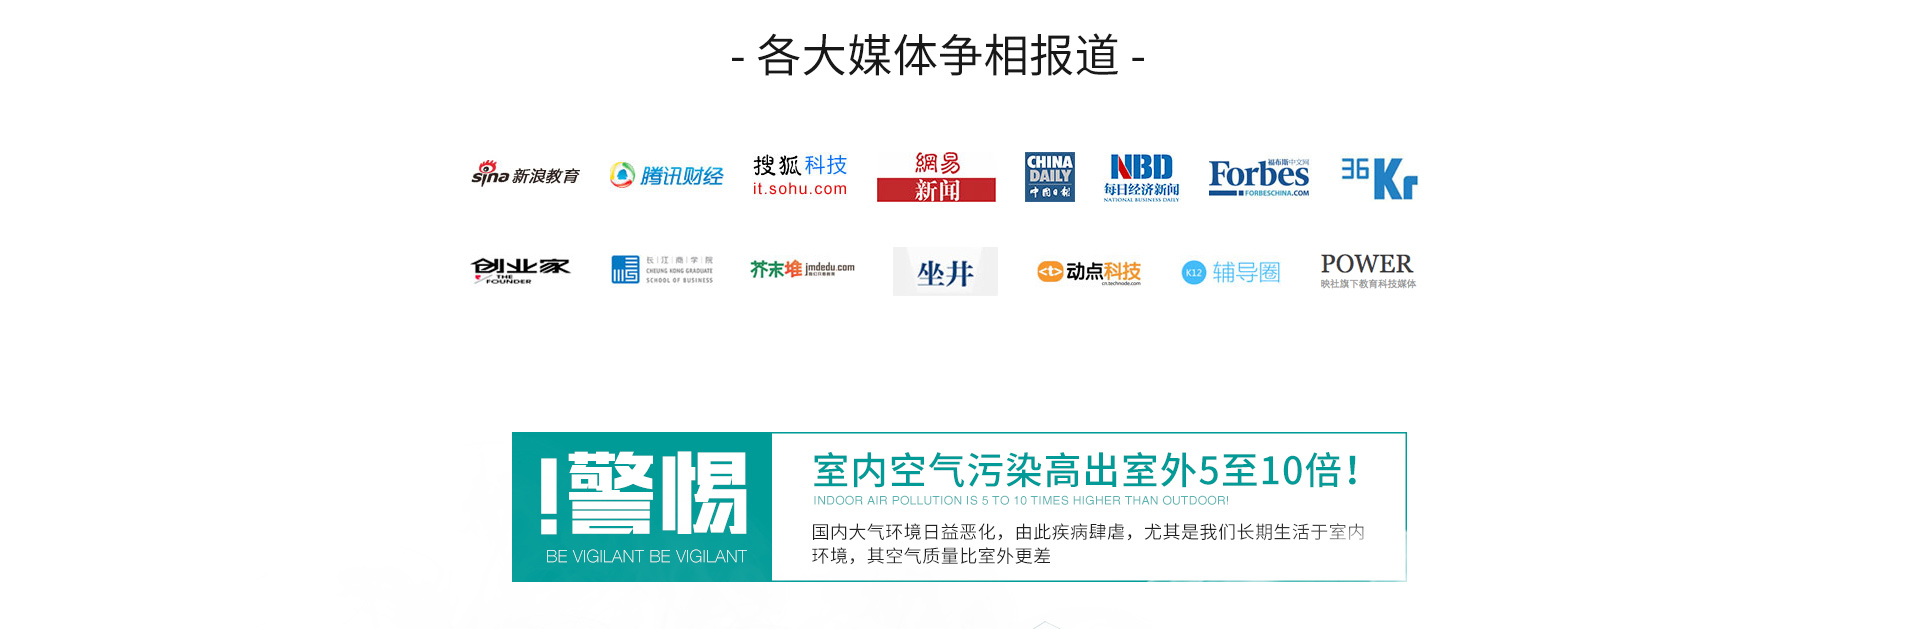 - 各大媒体争相报道 -
sina 新浪教育
腾讯财经
搜狐科技
it.sohu.com
網易
新闻
CHINA
DAILY
中国日报
NBD
每日经济新闻
NATIONAL BUSINESS DAILY
福布斯中文网
Forbes
FORBESCHINA.COM
36Kr
创业家
THE
FOUNDER
长江商学院
CHEUNG KONG GRADUATE
SCHOOL OF BUSINESS
芥末堆 jmdedu.com
坐井
动点科技
cn.technode.com
K12 辅导圈
POWER
映社旗下教育科技媒体
!警惕
BE VIGILANT BE VIGILANT
室内空气污染高出室外5至10倍!
INDOOR AIR POLLUTION IS 5 TO 10 TIMES HIGHER THAN OUTDOOR!
国内大气环境日益恶化，由此疾病肆虐，尤其是我们长期生活于室内
环境，其空气质量比室外更差